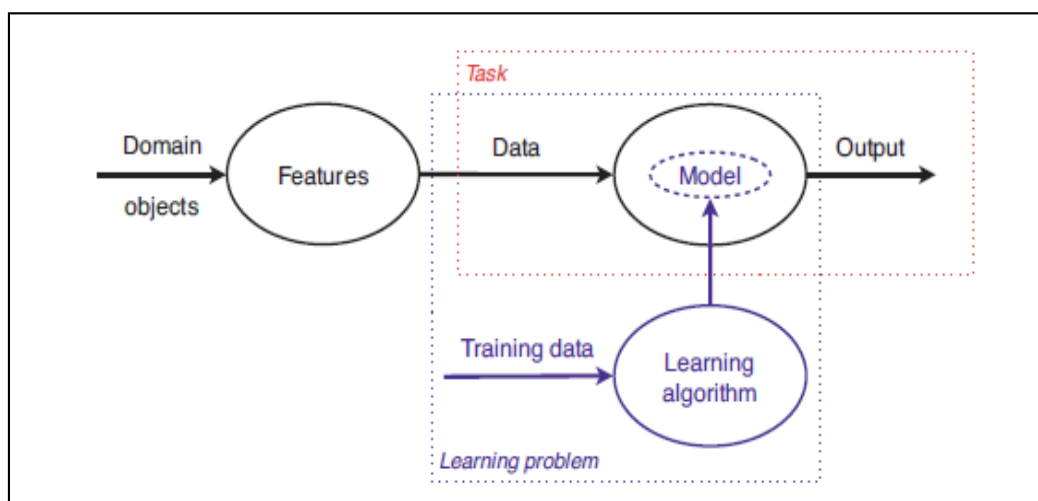 Task
Domain
objects
Features
Data
Model
Output
Training data
Learning
algorithm
Learning problem